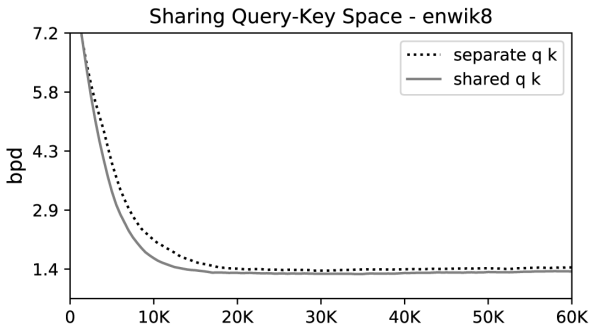 Sharing Query-Key Space - enwik8
separate q k
shared q k
bpd
7.2
5.8
4.3
2.9
1.4
0 10K 20K 30K 40K 50K 60K